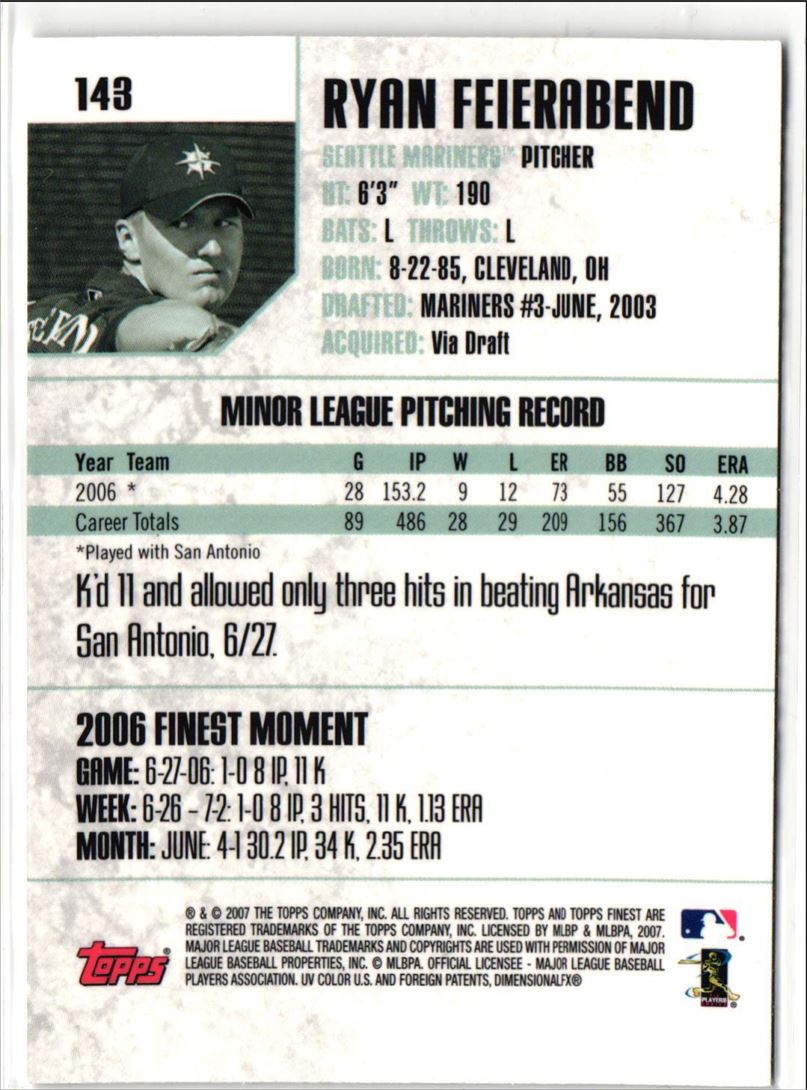 143
RYAN FEIERABEND
SEATTLE MARINERS™ PITCHER
HT: 6'3" WT: 190
BATS: L THROWS: L
BORN: 8-22-85, CLEVELAND, OH
DRAFTED: MARINERS #3-JUNE, 2003
ACQUIRED: Via Draft
MINOR LEAGUE PITCHING RECORD
Year Team G IP W L ER BB SO ERA
2006 * 28 153.2 9 12 73 55 127 4.28
Career Totals 89 486 28 29 209 156 367 3.87
*Played with San Antonio
K'd 11 and allowed only three hits in beating Arkansas for
San Antonio, 6/27.
2006 FINEST MOMENT
GAME: 6-27-06: 1-0 8 IP, 11 K
WEEK: 6-26 – 7-2: 1-0 8 IP, 3 HITS, 11 K, 1.13 ERA
MONTH: JUNE: 4-1 30.2 IP, 34 K, 2.35 ERA
® & © 2007 THE TOPPS COMPANY, INC. ALL RIGHTS RESERVED. TOPPS AND TOPPS FINEST ARE
REGISTERED TRADEMARKS OF THE TOPPS COMPANY, INC. LICENSED BY MLBP & MLBPA, 2007.
MAJOR LEAGUE BASEBALL TRADEMARKS AND COPYRIGHTS ARE USED WITH PERMISSION OF MAJOR
LEAGUE BASEBALL PROPERTIES, INC. © MLBPA. OFFICIAL LICENSEE - MAJOR LEAGUE BASEBALL
PLAYERS ASSOCIATION. UV COLOR U.S. AND FOREIGN PATENTS, DIMENSIONALFX®
Topps®
PLAYERS